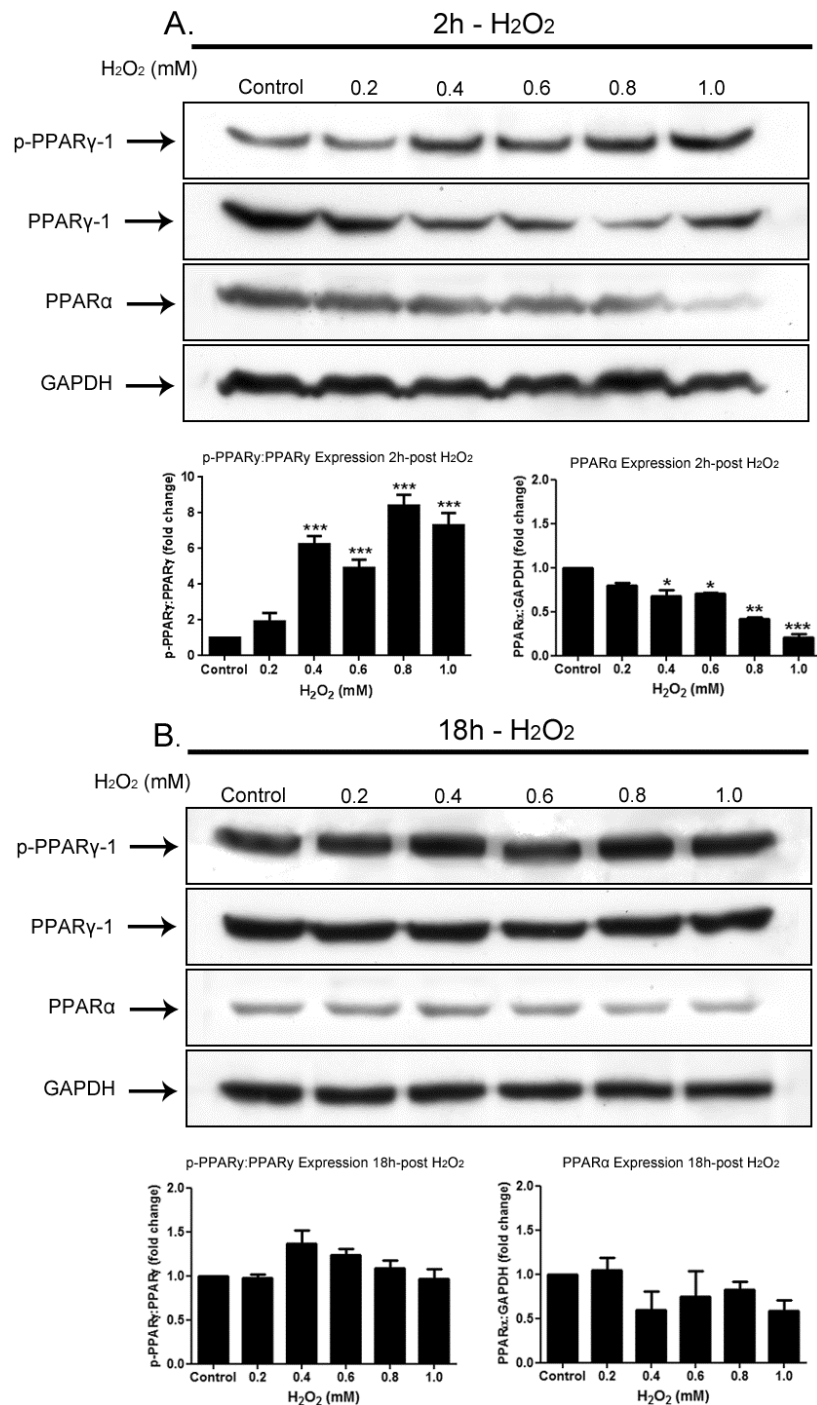 A.
2h - H2O2
H2O2 (mM)
Control 0.2 0.4 0.6 0.8 1.0
p-PPARγ-1
PPARγ-1
PPARα
GAPDH
p-PPARγ:PPARγ Expression 2h-post H2O2
p-PPARγ:PPARγ (fold change)
10
8
6
4
2
0
*** *** *** ***
Control 0.2 0.4 0.6 0.8 1.0
H2O2 (mM)
PPARα Expression 2h-post H2O2
PPARα:GAPDH (fold change)
2.0
1.5
1.0
0.5
0.0
* * ** ***
Control 0.2 0.4 0.6 0.8 1.0
H2O2 (mM)
B.
18h - H2O2
H2O2 (mM)
Control 0.2 0.4 0.6 0.8 1.0
p-PPARγ-1
PPARγ-1
PPARα
GAPDH
p-PPARγ:PPARγ Expression 18h-post H2O2
p-PPARγ:PPARγ (fold change)
2.0
1.5
1.0
0.5
0.0
Control 0.2 0.4 0.6 0.8 1.0
H2O2 (mM)
PPARα Expression 18h-post H2O2
PPARα:GAPDH (fold change)
2.0
1.5
1.0
0.5
0.0
Control 0.2 0.4 0.6 0.8 1.0
H2O2 (mM)